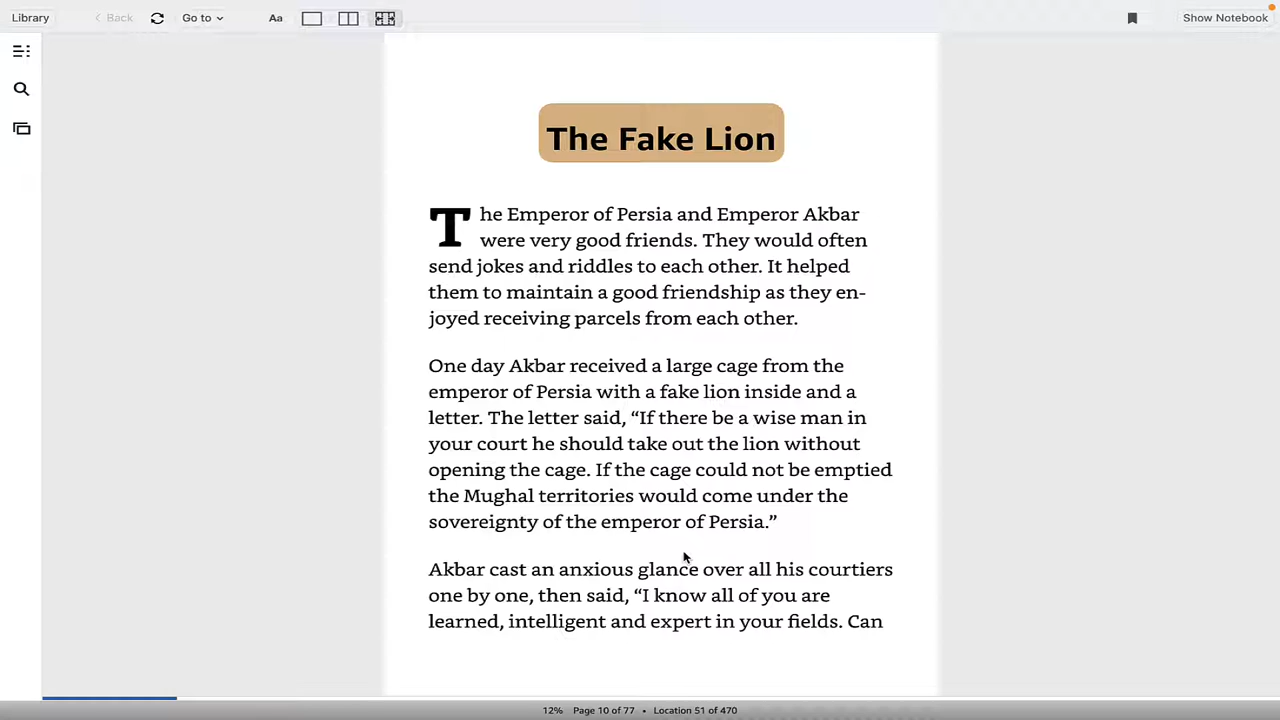 Library
Back
Go to
Aa
Show Notebook
The Fake Lion
The Emperor of Persia and Emperor Akbar
were very good friends. They would often
send jokes and riddles to each other. It helped
them to maintain a good friendship as they en-
joyed receiving parcels from each other.
One day Akbar received a large cage from the
emperor of Persia with a fake lion inside and a
letter. The letter said, “If there be a wise man in
your court he should take out the lion without
opening the cage. If the cage could not be emptied
the Mughal territories would come under the
sovereignty of the emperor of Persia.”
Akbar cast an anxious glance over all his courtiers
one by one, then said, “I know all of you are
learned, intelligent and expert in your fields. Can
12% Page 10 of 77 • Location 51 of 470